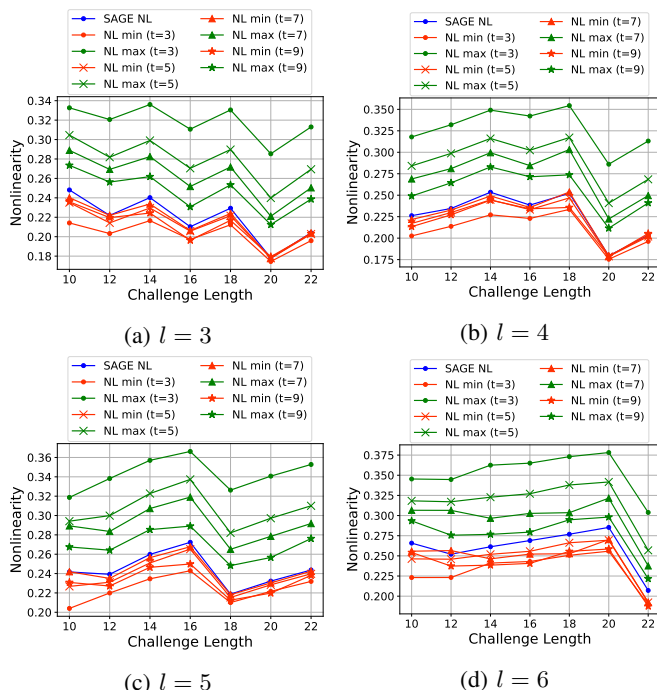 SAGE NL
NL min (t=3)
NL max (t=3)
NL min (t=5)
NL max (t=5)
NL min (t=7)
NL max (t=7)
NL min (t=9)
NL max (t=9)
0.34
0.32
0.30
0.28
0.26
0.24
0.22
0.20
0.18
Nonlinearity
10 12 14 16 18 20 22
Challenge Length
(a) l = 3
SAGE NL
NL min (t=3)
NL max (t=3)
NL min (t=5)
NL max (t=5)
NL min (t=7)
NL max (t=7)
NL min (t=9)
NL max (t=9)
0.350
0.325
0.300
0.275
0.250
0.225
0.200
0.175
Nonlinearity
10 12 14 16 18 20 22
Challenge Length
(b) l = 4
SAGE NL
NL min (t=3)
NL max (t=3)
NL min (t=5)
NL max (t=5)
NL min (t=7)
NL max (t=7)
NL min (t=9)
NL max (t=9)
0.36
0.34
0.32
0.30
0.28
0.26
0.24
0.22
0.20
Nonlinearity
10 12 14 16 18 20 22
Challenge Length
(c) l = 5
SAGE NL
NL min (t=3)
NL max (t=3)
NL min (t=5)
NL max (t=5)
NL min (t=7)
NL max (t=7)
NL min (t=9)
NL max (t=9)
0.375
0.350
0.325
0.300
0.275
0.250
0.225
0.200
Nonlinearity
10 12 14 16 18 20 22
Challenge Length
(d) l = 6